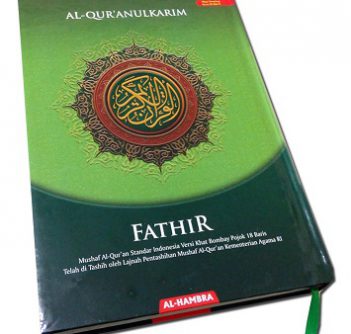 AL-QUR'ANULKARIM
القرآن الكريم
FATHIR
Mushaf Al-Qur'an Standar Indonesia Versi Khat Bombay Pojok 18 Baris
Telah di Tashih oleh Lajnah Pentashihan Mushaf Al-Qur'an Kementerian Agama RI
AL-HAMBRA